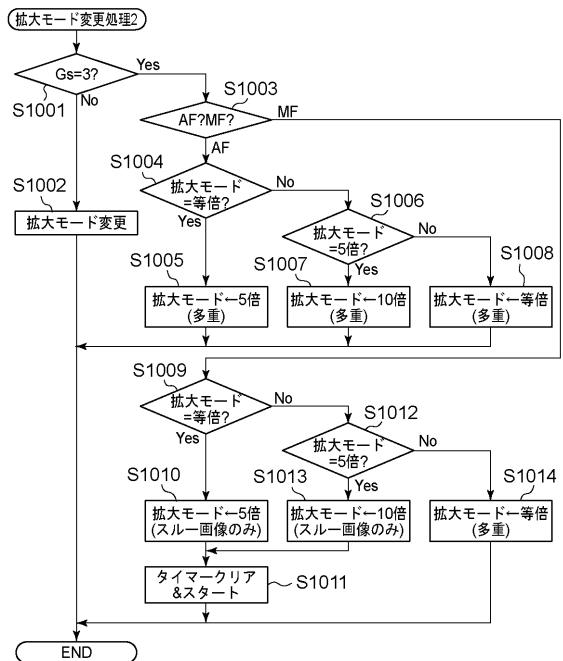 拡大モード変更処理2
Gs=3?
Yes
S1001
No
S1003
AF?MF?
MF
AF
S1002
拡大モード変更
S1004
拡大モード
=等倍?
No
Yes
S1006
拡大モード
=5倍?
No
Yes
S1005
拡大モード←5倍
(多重)
S1007
拡大モード←10倍
(多重)
S1008
拡大モード←等倍
(多重)
S1009
拡大モード
=等倍?
No
Yes
S1012
拡大モード
=5倍?
No
Yes
S1010
拡大モード←5倍
(スルー画像のみ)
S1013
拡大モード←10倍
(スルー画像のみ)
S1014
拡大モード←等倍
(多重)
タイマークリア
&スタート
S1011
END